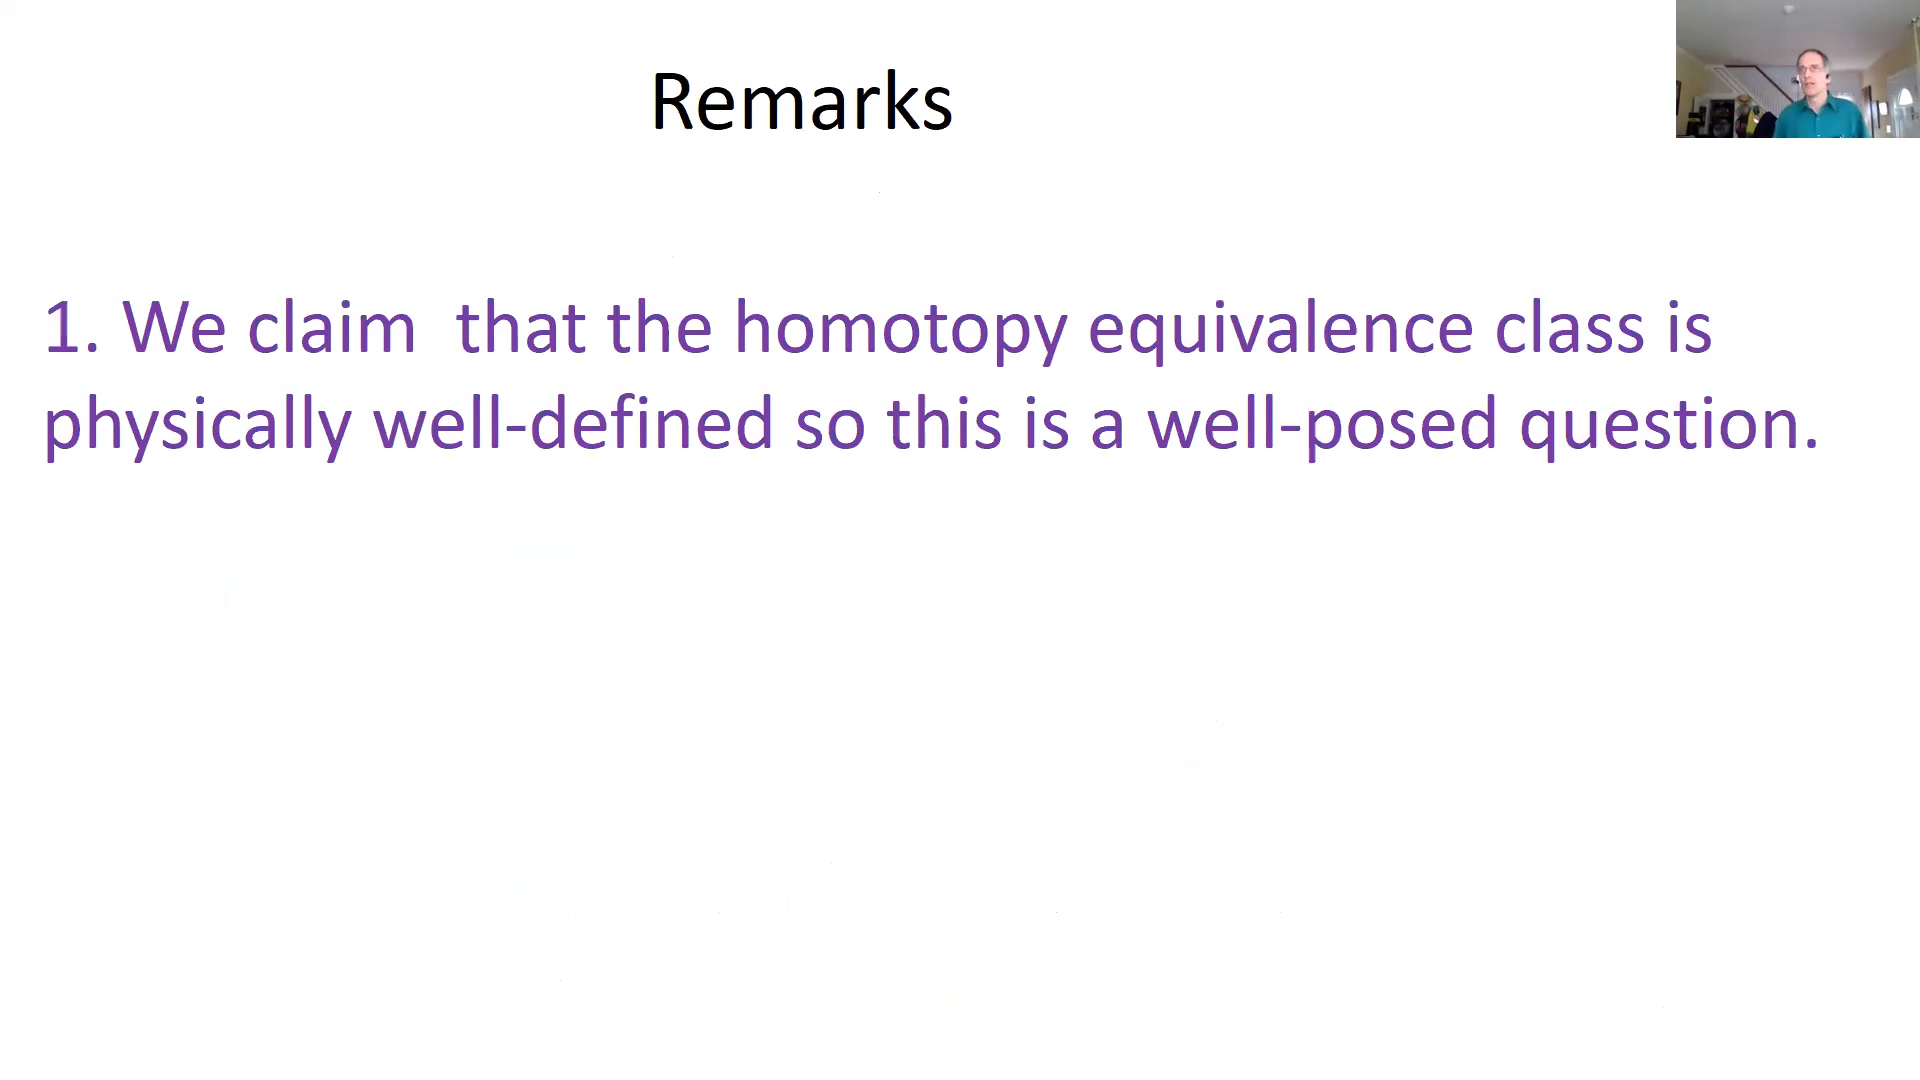 Remarks
1. We claim  that the homotopy equivalence class is
physically well-defined so this is a well-posed question.